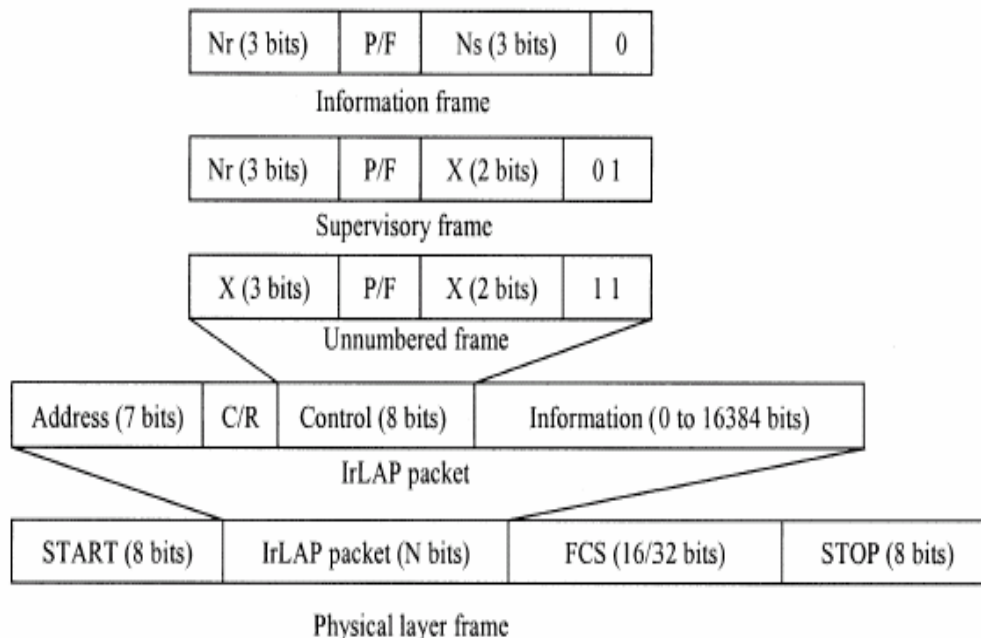 Nr (3 bits) P/F Ns (3 bits) 0
Information frame
Nr (3 bits) P/F X (2 bits) 0 1
Supervisory frame
X (3 bits) P/F X (2 bits) 1 1
Unnumbered frame
Address (7 bits) C/R Control (8 bits) Information (0 to 16384 bits)
IrLAP packet
START (8 bits) IrLAP packet (N bits) FCS (16/32 bits) STOP (8 bits)
Physical layer frame